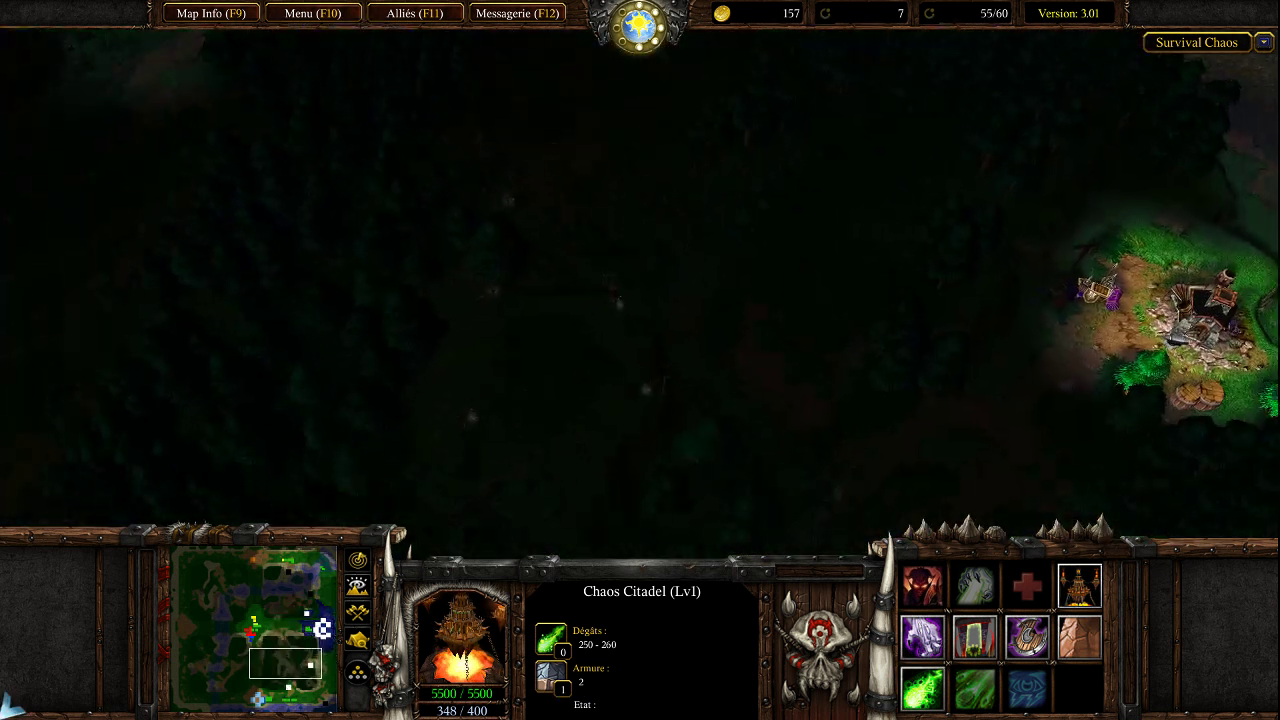 Map Info (F9) Menu (F10) Alliés (F11) Messagerie (F12) 157 7 55/60 Version: 3.01
Survival Chaos
Chaos Citadel (Lv1)
Dégâts :
250 - 260
0
Armure :
2
1
Etat :
5500 / 5500
348 / 400